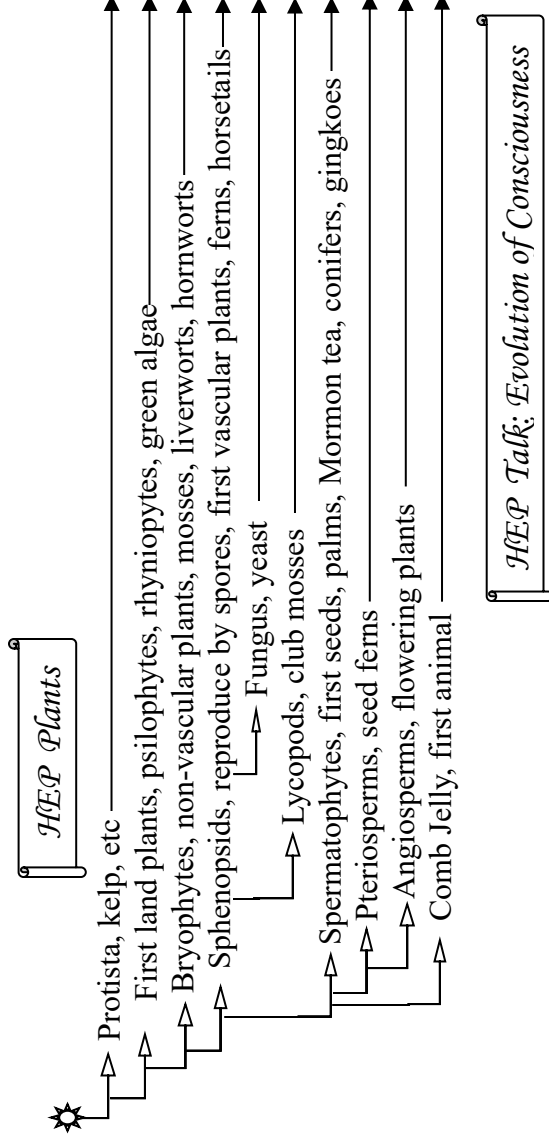 HEP Plants
Protista, kelp, etc
First land plants, psilophytes, rhyniopytes, green algae
Bryophytes, non-vascular plants, mosses, liverworts, hornworts
Sphenopsids, reproduce by spores, first vascular plants, ferns, horsetails
Fungus, yeast
Lycopods, club mosses
Spermatophytes, first seeds, palms, Mormon tea, conifers, gingkoes
Pteriosperms, seed ferns
Angiosperms, flowering plants
Comb Jelly, first animal
HEP Talk: Evolution of Consciousness